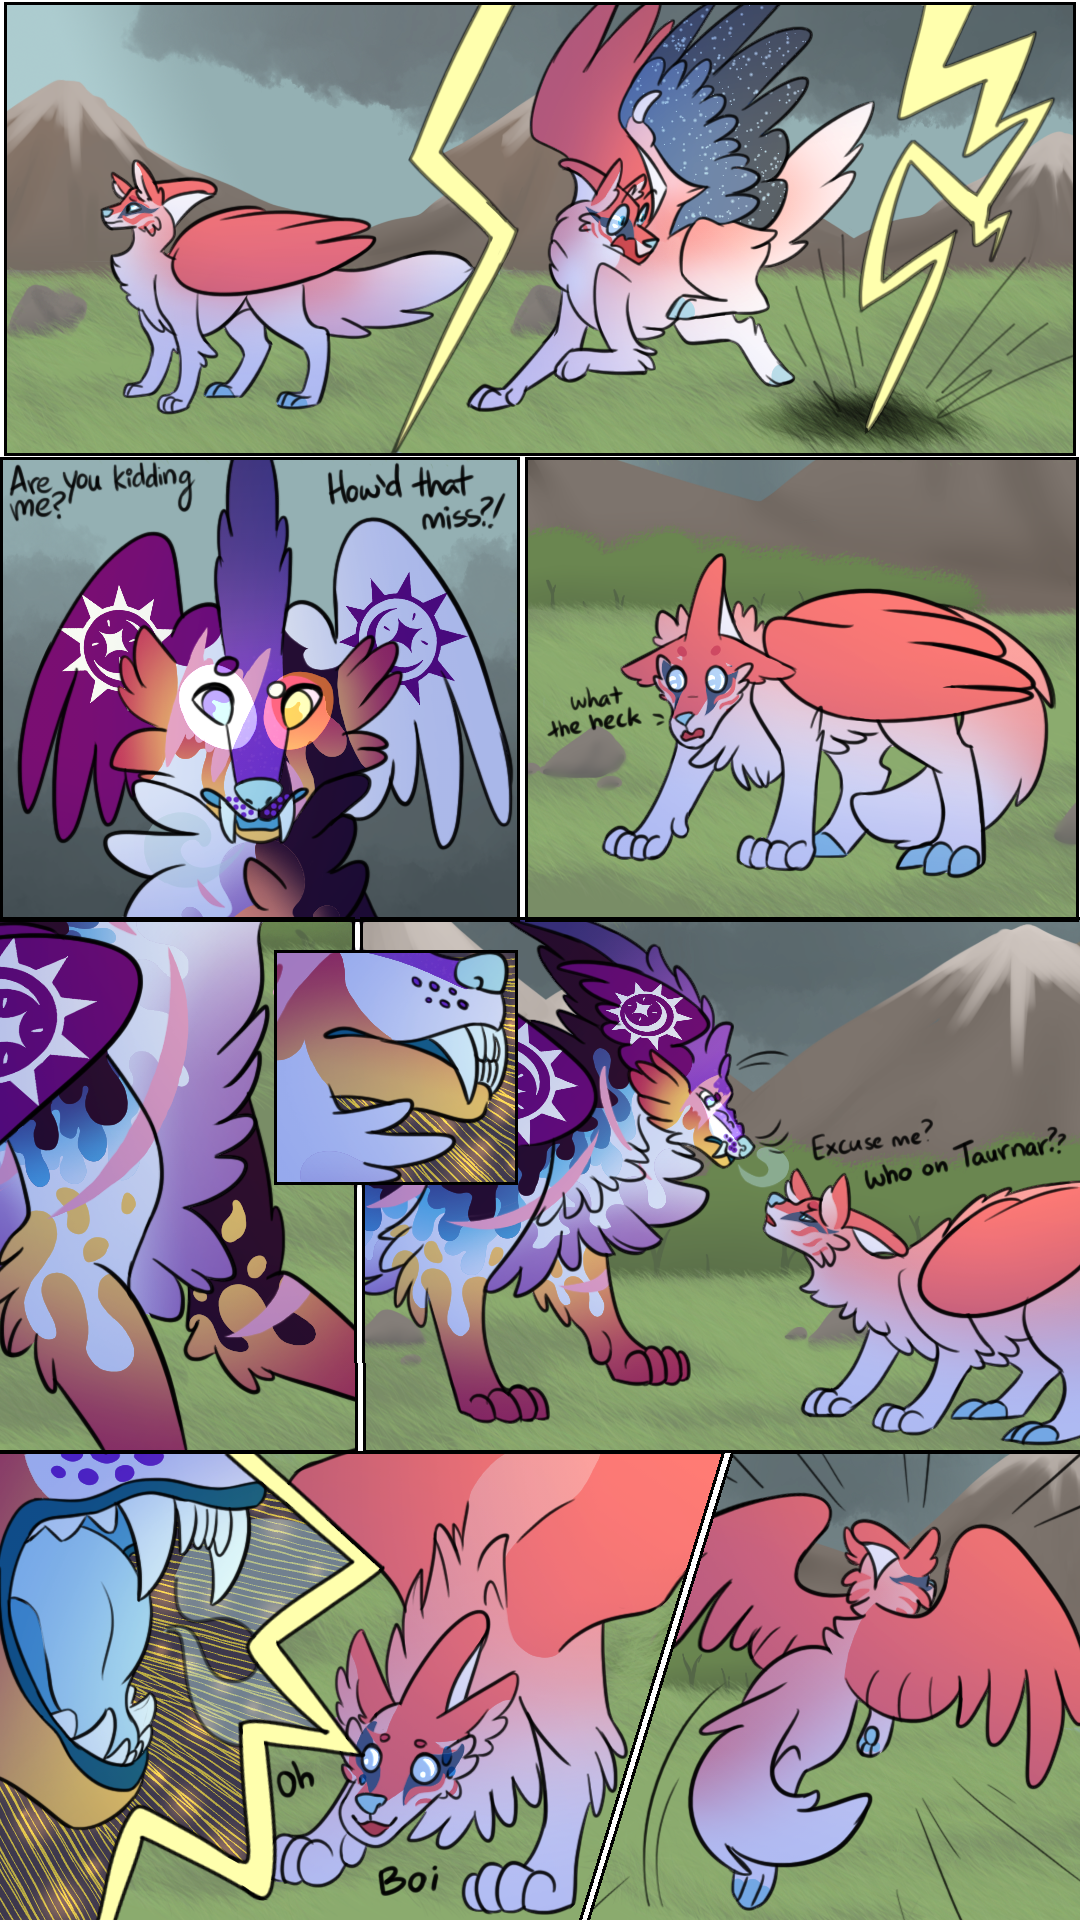 Are you kidding
me?
How'd that
miss?!
what
the heck
Excuse me?
Who on Taurnar??
Oh
Boi